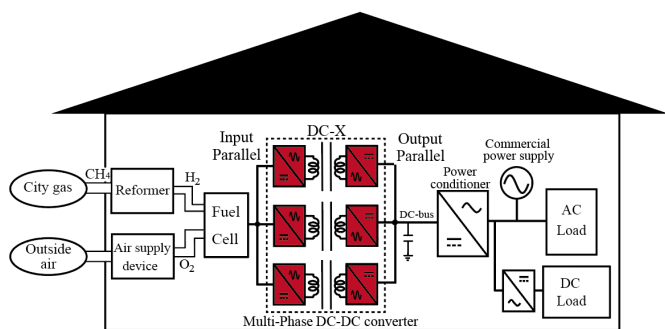 DC-X
Input
Parallel
Output
Parallel
Commercial
power supply
Power
conditioner
City gas
CH4
Reformer
H2
Fuel
Cell
DC-bus
AC
Load
Outside
air
Air supply
device
O2
DC
Load
Multi-Phase DC-DC converter